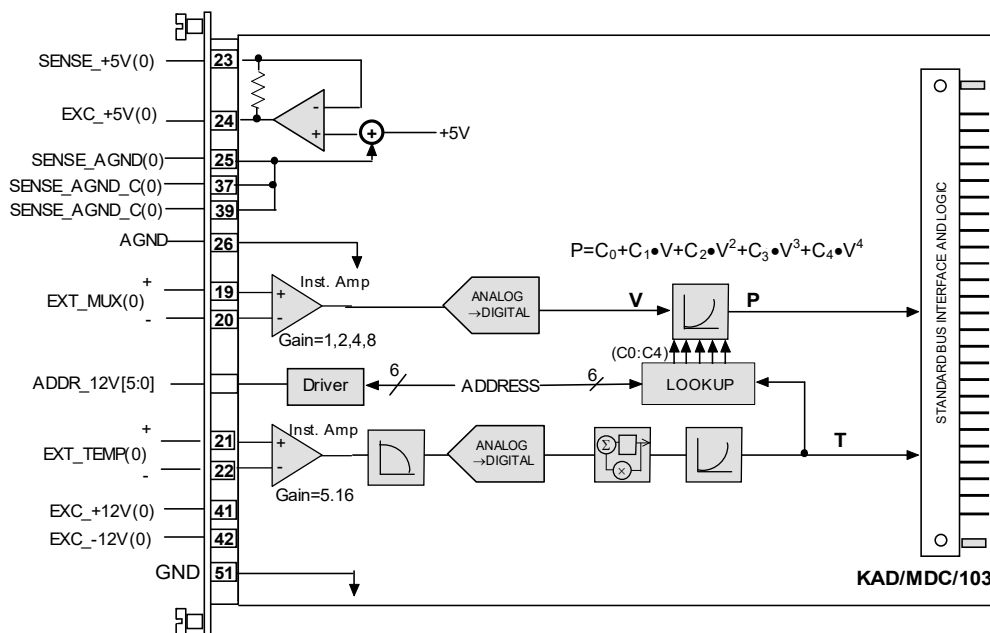 SENSE_+5V(0)
23
EXC_+5V(0)
24
-
+
+
+5V
SENSE_AGND(0)
25
SENSE_AGND_C(0)
37
SENSE_AGND_C(0)
39
AGND
26
P=C₀+C₁•V+C₂•V²+C₃•V³+C₄•V⁴
+
EXT_MUX(0)
-
19
20
+
-
Inst. Amp
Gain=1,2,4,8
ANALOG
→DIGITAL
V
P
(C0:C4)
ADDR_12V[5:0]
Driver
6
ADDRESS
6
LOOKUP
+
EXT_TEMP(0)
-
21
22
+
-
Inst. Amp
Gain=5.16
ANALOG
→DIGITAL
Σ
×
T
EXC_+12V(0)
41
EXC_-12V(0)
42
GND
51
STANDARD BUS INTERFACE AND LOGIC
KAD/MDC/103